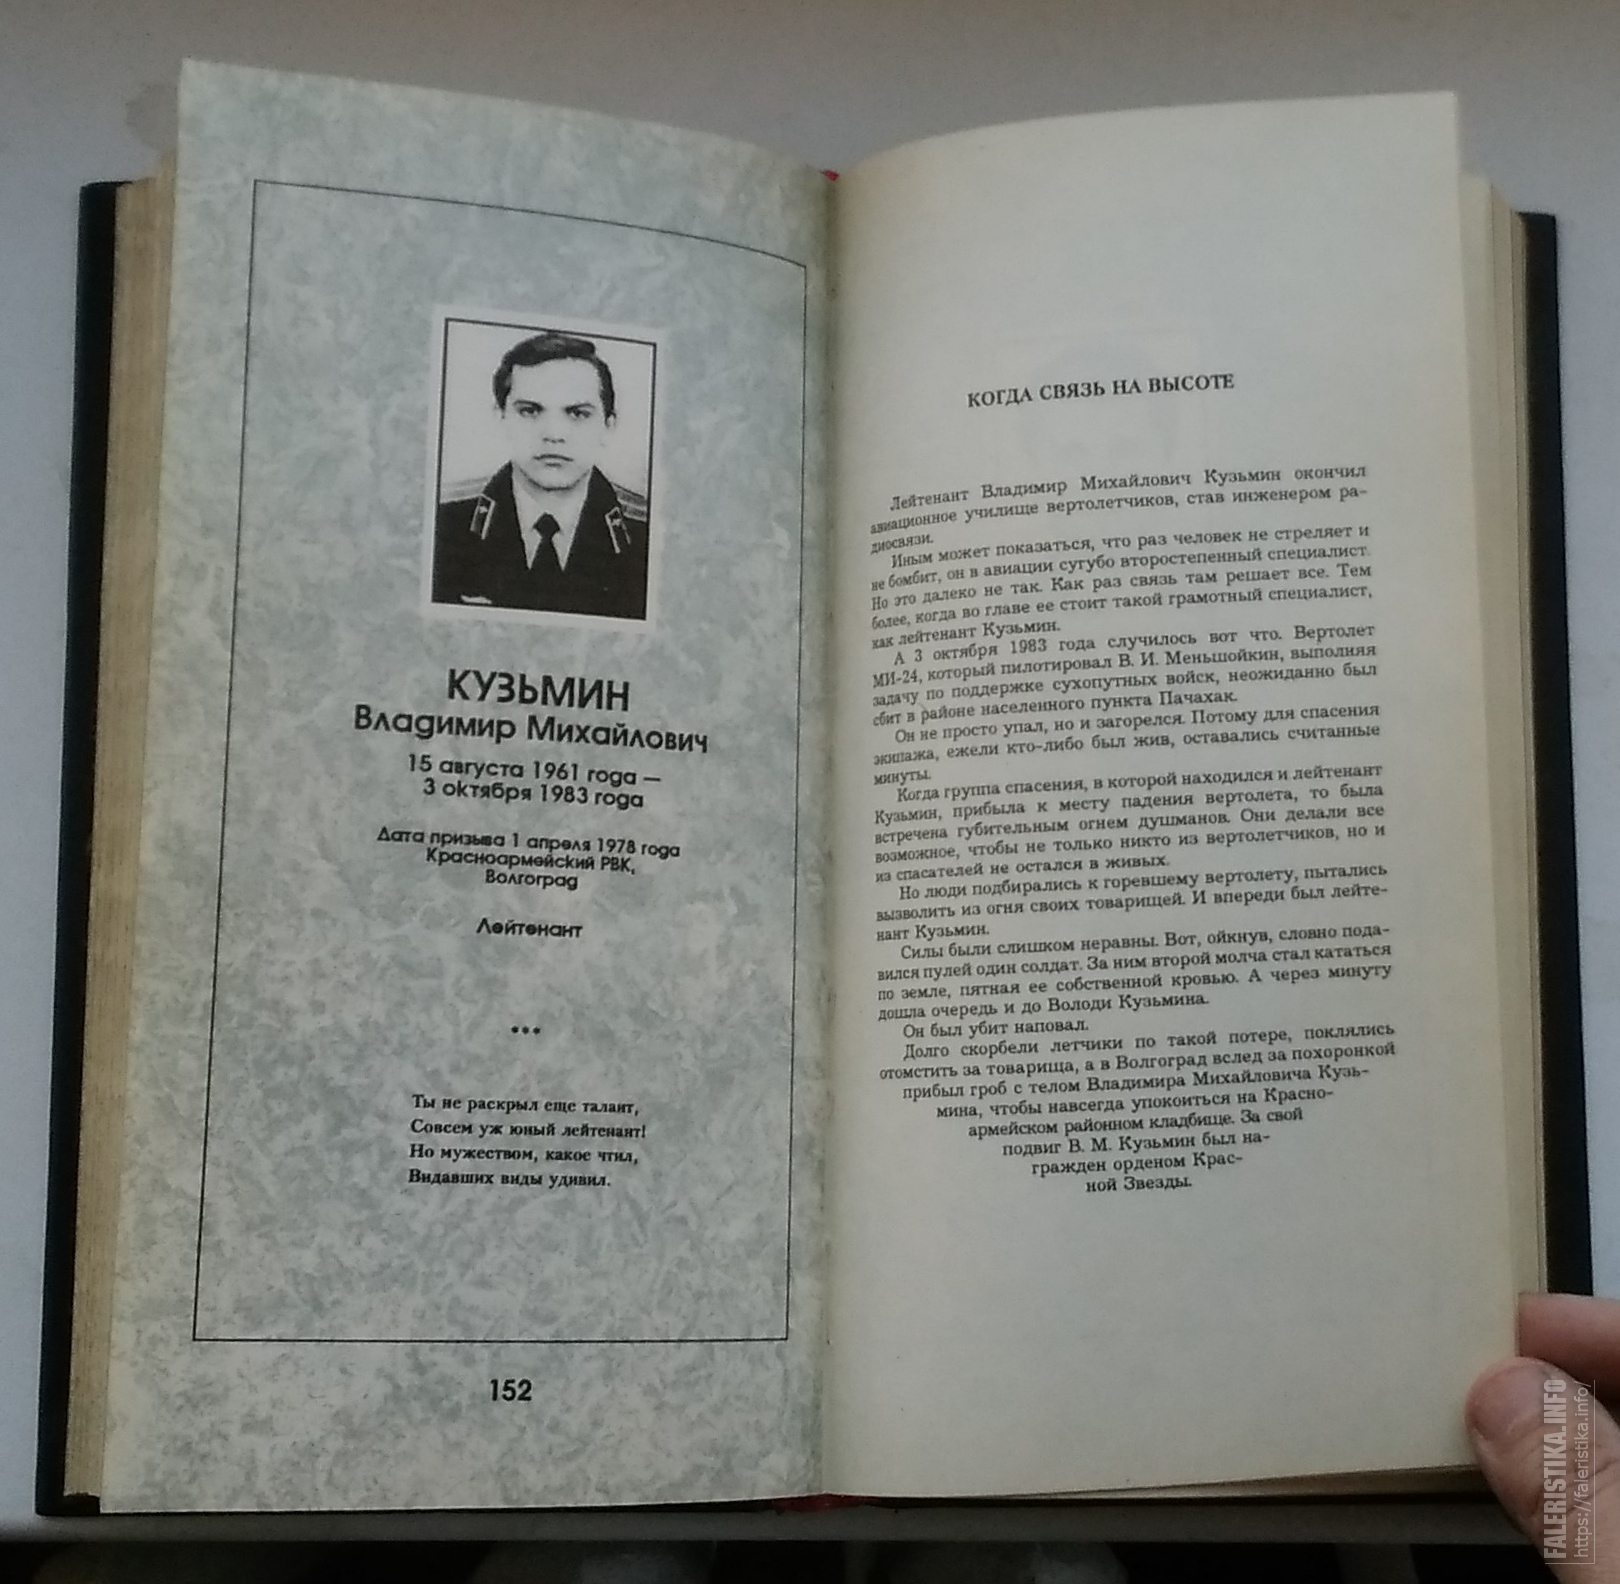 КУЗЬМИН
Владимир Михайлович
15 августа 1961 года —
3 октября 1983 года
Дата призыва 1 апреля 1978 года
Красноармейский РВК,
Волгоград
Лейтенант
***
Ты не раскрыл еще талант,
Совсем уж юный лейтенант!
Но мужеством, какое чтил,
Видавших виды удивил.
152
КОГДА СВЯЗЬ НА ВЫСОТЕ
Лейтенант Владимир Михайлович Кузьмин окончил
авиационное училище вертолетчиков, став инженером ра-
диосвязи.
Иным может показаться, что раз человек не стреляет и
не бомбит, он в авиации сугубо второстепенный специалист.
Но это далеко не так. Как раз связь там решает все. Тем
более, когда во главе ее стоит такой грамотный специалист,
как лейтенант Кузьмин.
А 3 октября 1983 года случилось вот что. Вертолет
МИ-24, который пилотировал В. И. Меньшойкин, выполняя
задачу по поддержке сухопутных войск, неожиданно был
сбит в районе населенного пункта Пачахак.
Он не просто упал, но и загорелся. Потому для спасения
экипажа, ежели кто-либо был жив, оставались считанные
минуты.
Когда группа спасения, в которой находился и лейтенант
Кузьмин, прибыла к месту падения вертолета, то была
встречена губительным огнем душманов. Они делали все
возможное, чтобы не только никто из вертолетчиков, но и
из спасателей не остался в живых.
Но люди подбирались к горевшему вертолету, пытались
вызволить из огня своих товарищей. И впереди был лейте-
нант Кузьмин.
Силы были слишком неравны. Вот, ойкнув, словно пода-
вился пулей один солдат. За ним второй молча стал кататься
по земле, пятная ее собственной кровью. А через минуту
дошла очередь и до Володи Кузьмина.
Он был убит наповал.
Долго скорбели летчики по такой потере, поклялись
отомстить за товарища, а в Волгоград вслед за похоронкой
прибыл гроб с телом Владимира Михайловича Кузь-
мина, чтобы навсегда упокоиться на Красно-
армейском районном кладбище. За свой
подвиг В. М. Кузьмин был на-
гражден орденом Крас-
ной Звезды.
FALERISTIKA.INFO
https://faleristika.info/